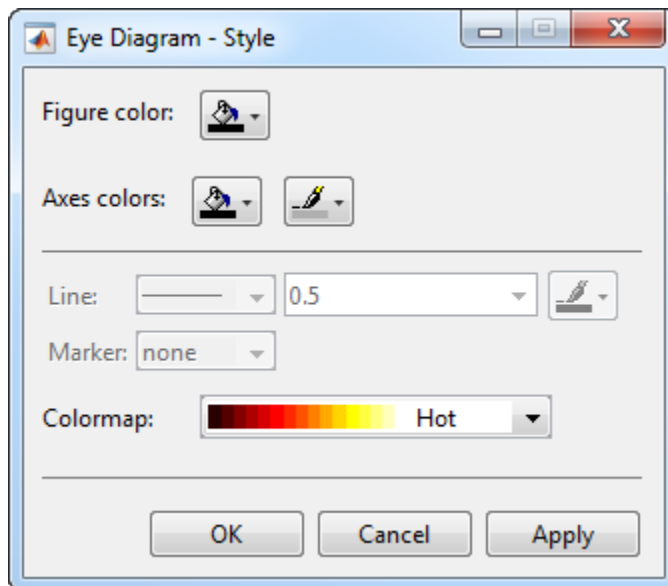 Eye Diagram - Style
Figure color:
Axes colors:
Line: 0.5
Marker: none
Colormap: Hot
OK Cancel Apply